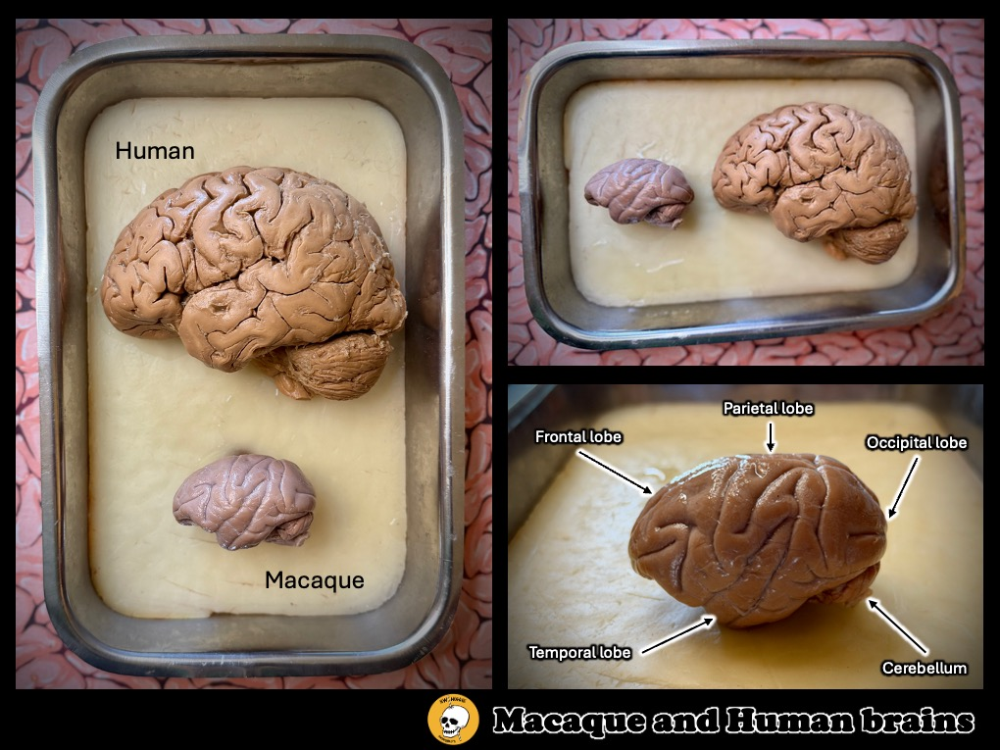 Human
Macaque
Parietal lobe
Frontal lobe
Occipital lobe
Temporal lobe
Cerebellum
Macaque and Human brains